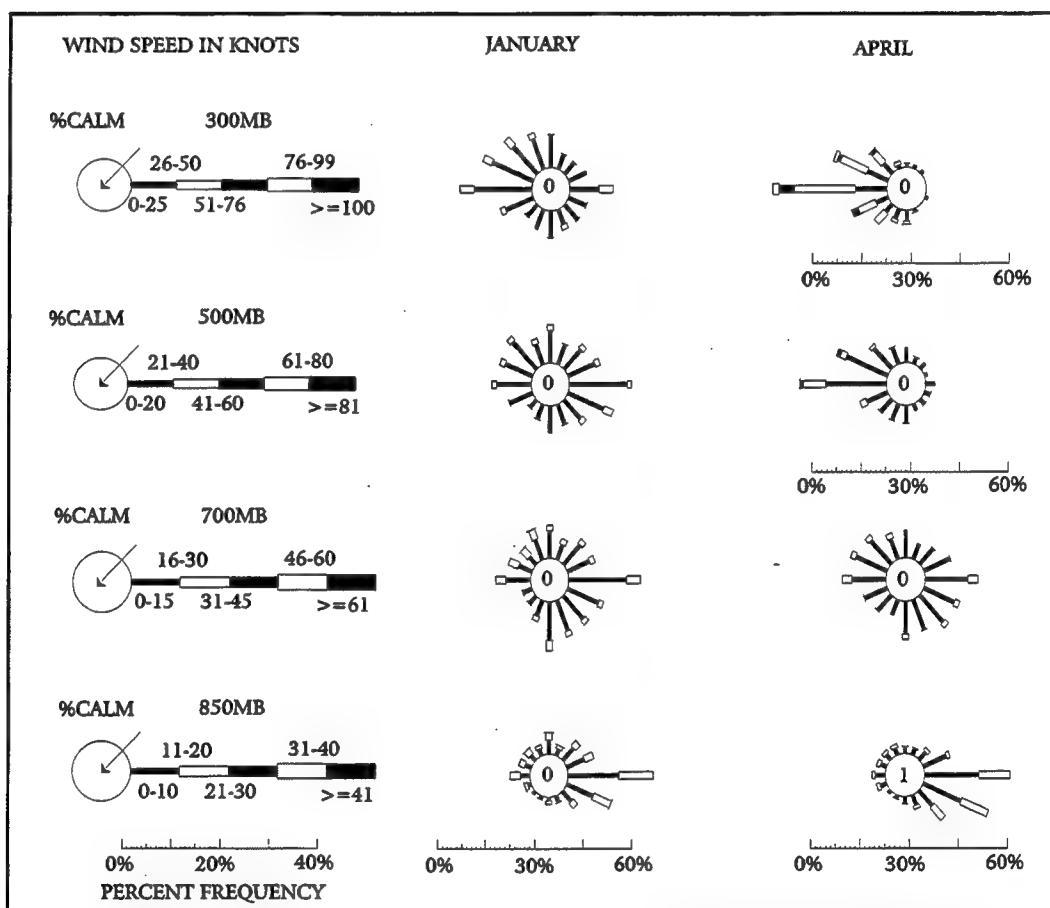 WIND SPEED IN KNOTS JANUARY APRIL
%CALM 300MB
26-50 76-99
0 0
0-25 51-76 >=100
0% 30% 60%
%CALM 500MB
21-40 61-80
0 0
0-20 41-60 >=81
0% 30% 60%
%CALM 700MB
16-30 46-60
0 0
0-15 31-45 >=61
%CALM 850MB
11-20 31-40
0 1
0-10 21-30 >=41
0% 20% 40% 0% 30% 60% 0% 30% 60%
PERCENT FREQUENCY